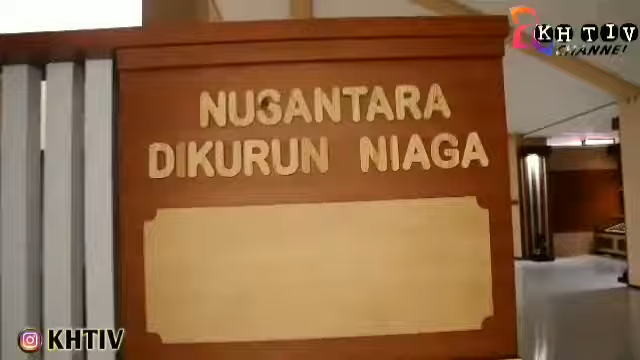 KHTIV
CHANNEL
NUSANTARA
DIKURUN NIAGA
KHTIV